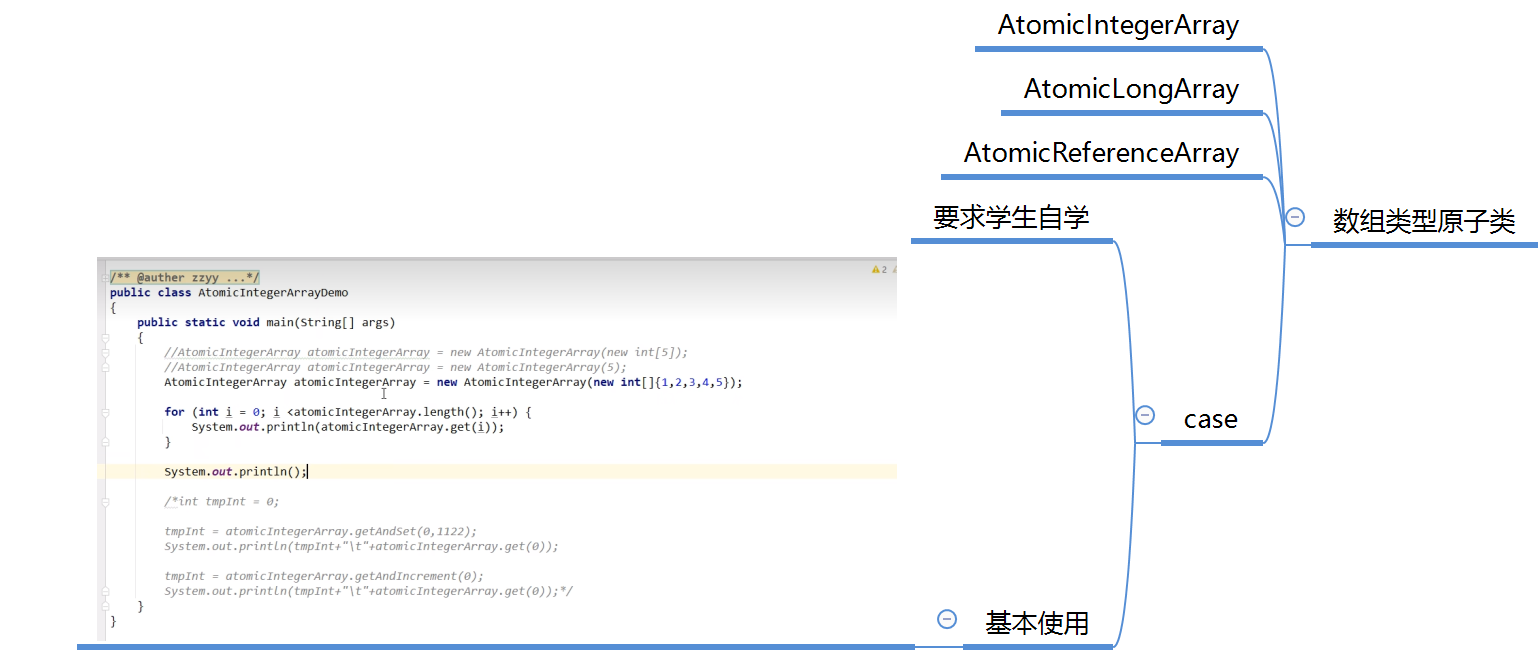 AtomicIntegerArray
AtomicLongArray
AtomicReferenceArray
数组类型原子类
要求学生自学
case
基本使用
/** @auther zzyy ...*/
2
public class AtomicIntegerArrayDemo
{
    public static void main(String[] args)
    {
        //AtomicIntegerArray atomicIntegerArray = new AtomicIntegerArray(new int[5]);
        //AtomicIntegerArray atomicIntegerArray = new AtomicIntegerArray(5);
        AtomicIntegerArray atomicIntegerArray = new AtomicIntegerArray(new int[]{1,2,3,4,5});
        for (int i = 0; i <atomicIntegerArray.length(); i++) {
            System.out.println(atomicIntegerArray.get(i));
        }
        System.out.println();
        /*int tmpInt = 0;
        tmpInt = atomicIntegerArray.getAndSet(0,1122);
        System.out.println(tmpInt+"\t"+atomicIntegerArray.get(0));
        tmpInt = atomicIntegerArray.getAndIncrement(0);
        System.out.println(tmpInt+"\t"+atomicIntegerArray.get(0));*/
    }
}